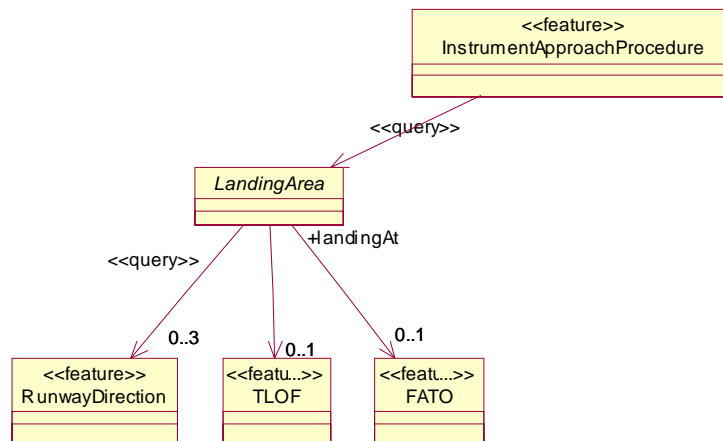 <<feature>>
InstrumentApproachProcedure
<<query>>
LandingArea
+landingAt
<<query>>
0..3
0..1
0..1
<<feature>>
RunwayDirection
<<featu...>>
TLOF
<<featu...>>
FATO